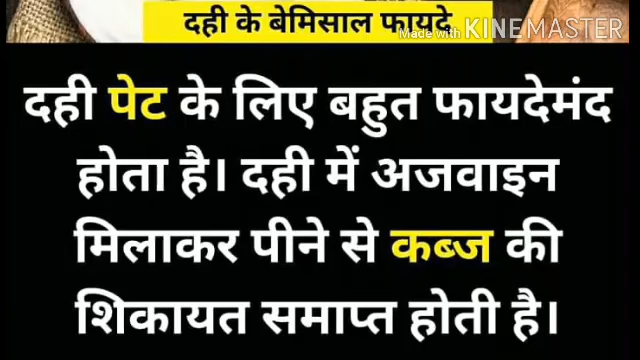 दही के बेमिसाल फायदे
Made with KINEMASTER
दही पेट के लिए बहुत फायदेमंद
होता है। दही में अजवाइन
मिलाकर पीने से कब्ज की
शिकायत समाप्त होती है।